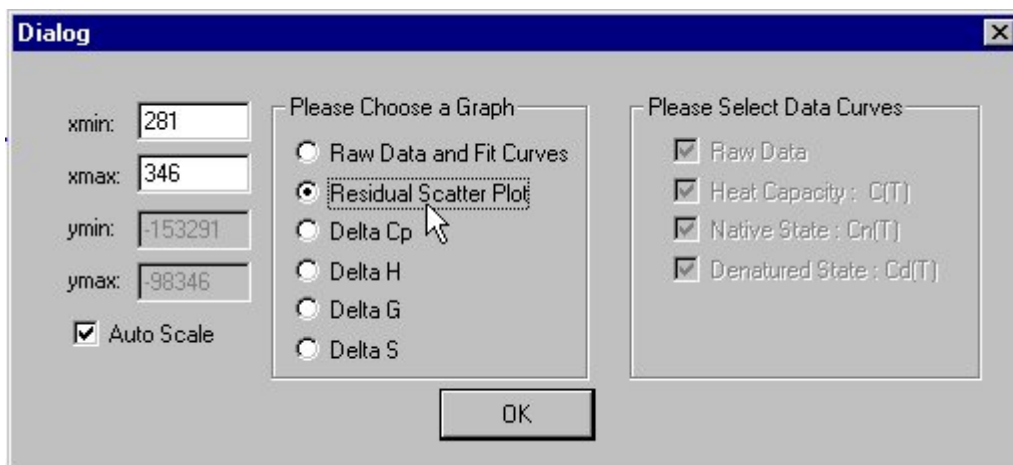 Dialog
xmin: 281
xmax: 346
ymin: -153291
ymax: -98346
Auto Scale
Please Choose a Graph
Raw Data and Fit Curves
Residual Scatter Plot
Delta Cp
Delta H
Delta G
Delta S
Please Select Data Curves
Raw Data
Heat Capacity : C(T)
Native State : Cn(T)
Denatured State : Cd(T)
OK